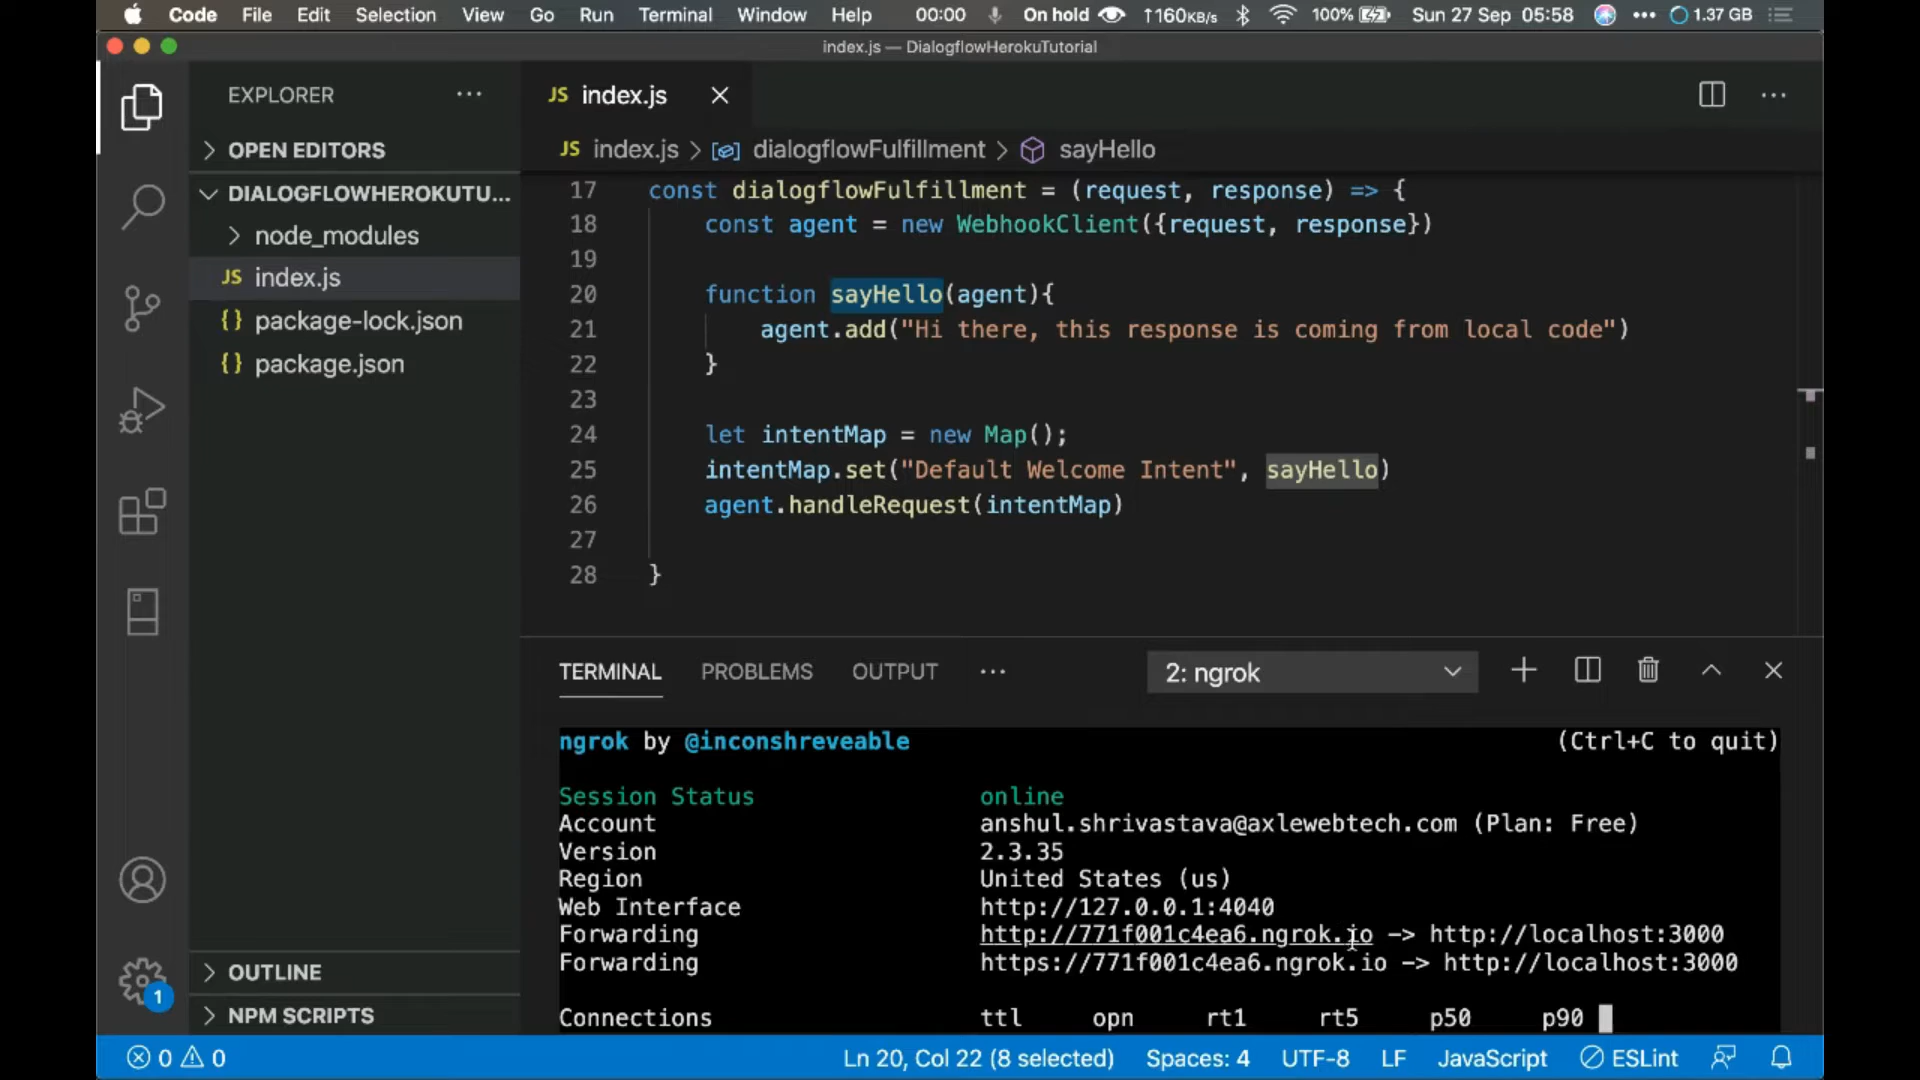 Code File Edit Selection View Go Run Terminal Window Help 00:00 On hold ↑160KB/s 100% Sun 27 Sep 05:58 ••• 1.37 GB
index.js — DialogflowHerokuTutorial
EXPLORER ···
OPEN EDITORS
DIALOGFLOWHEROKUTU...
node_modules
JS index.js
{} package-lock.json
{} package.json
OUTLINE
NPM SCRIPTS
1
JS index.js ×
···
JS index.js > dialogflowFulfillment > sayHello
17 const dialogflowFulfillment = (request, response) => {
18 const agent = new WebhookClient({request, response})
19
20 function sayHello(agent){
21 agent.add("Hi there, this response is coming from local code")
22 }
23
24 let intentMap = new Map();
25 intentMap.set("Default Welcome Intent", sayHello)
26 agent.handleRequest(intentMap)
27
28 }
TERMINAL PROBLEMS OUTPUT ··· 2: ngrok
ngrok by @inconshreveable (Ctrl+C to quit)
Session Status online
Account anshul.shrivastava@axlewebtech.com (Plan: Free)
Version 2.3.35
Region United States (us)
Web Interface http://127.0.0.1:4040
Forwarding http://771f001c4ea6.ngrok.io -> http://localhost:3000
Forwarding https://771f001c4ea6.ngrok.io -> http://localhost:3000
Connections ttl opn rt1 rt5 p50 p90
0 0 Ln 20, Col 22 (8 selected) Spaces: 4 UTF-8 LF JavaScript ESLint